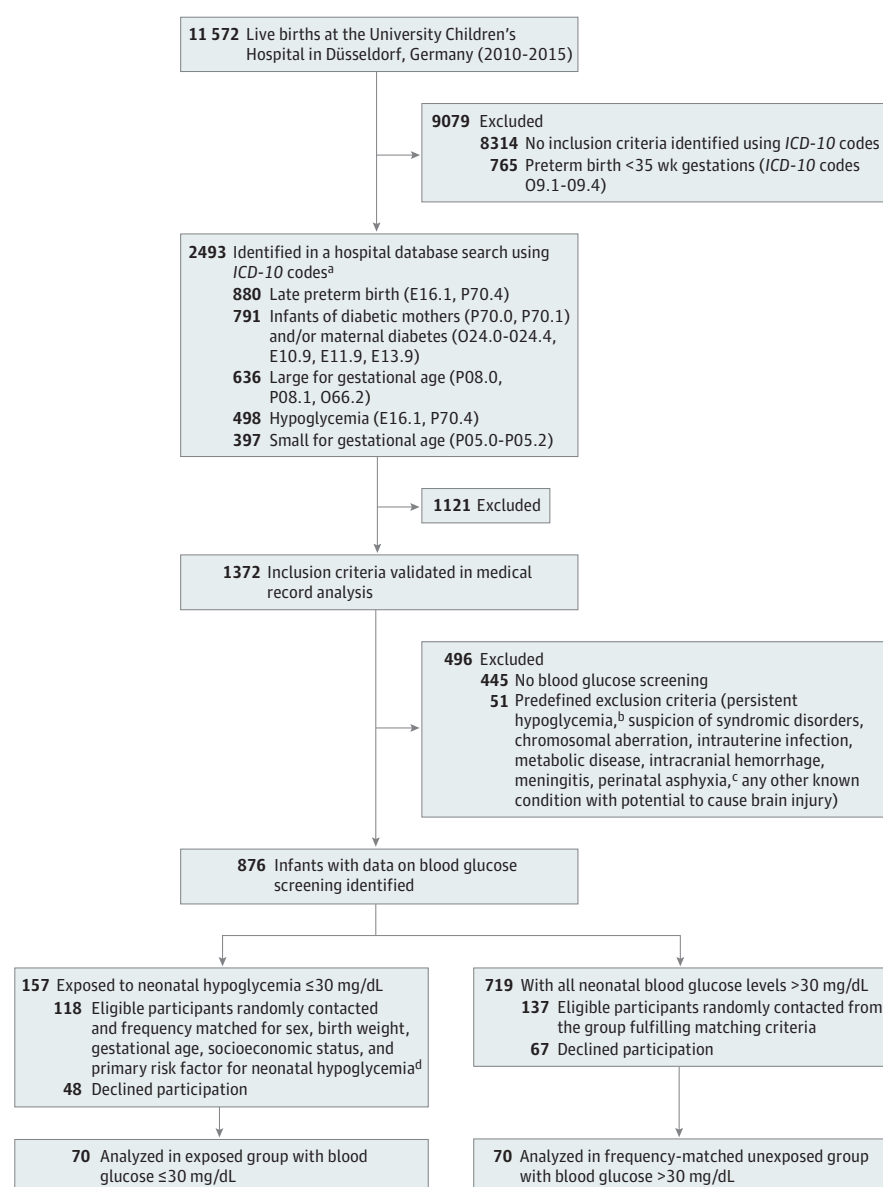 11 572 Live births at the University Children's
Hospital in Düsseldorf, Germany (2010-2015)
9079 Excluded
8314 No inclusion criteria identified using ICD-10 codes
765 Preterm birth <35 wk gestations (ICD-10 codes
O9.1-09.4)
2493 Identified in a hospital database search using
ICD-10 codesa
880 Late preterm birth (E16.1, P70.4)
791 Infants of diabetic mothers (P70.0, P70.1)
and/or maternal diabetes (O24.0-024.4,
E10.9, E11.9, E13.9)
636 Large for gestational age (P08.0,
P08.1, O66.2)
498 Hypoglycemia (E16.1, P70.4)
397 Small for gestational age (P05.0-P05.2)
1121 Excluded
1372 Inclusion criteria validated in medical
record analysis
496 Excluded
445 No blood glucose screening
51 Predefined exclusion criteria (persistent
hypoglycemia,b suspicion of syndromic disorders,
chromosomal aberration, intrauterine infection,
metabolic disease, intracranial hemorrhage,
meningitis, perinatal asphyxia,c any other known
condition with potential to cause brain injury)
876 Infants with data on blood glucose
screening identified
157 Exposed to neonatal hypoglycemia ≤30 mg/dL
118 Eligible participants randomly contacted
and frequency matched for sex, birth weight,
gestational age, socioeconomic status, and
primary risk factor for neonatal hypoglycemiad
48 Declined participation
719 With all neonatal blood glucose levels >30 mg/dL
137 Eligible participants randomly contacted from
the group fulfilling matching criteria
67 Declined participation
70 Analyzed in exposed group with blood
glucose ≤30 mg/dL
70 Analyzed in frequency-matched unexposed group
with blood glucose >30 mg/dL